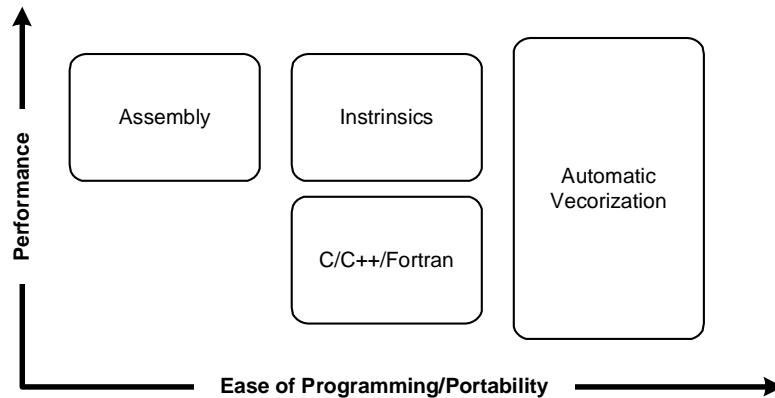 Performance
Assembly
Instrinsics
C/C++/Fortran
Automatic
Vecorization
Ease of Programming/Portability